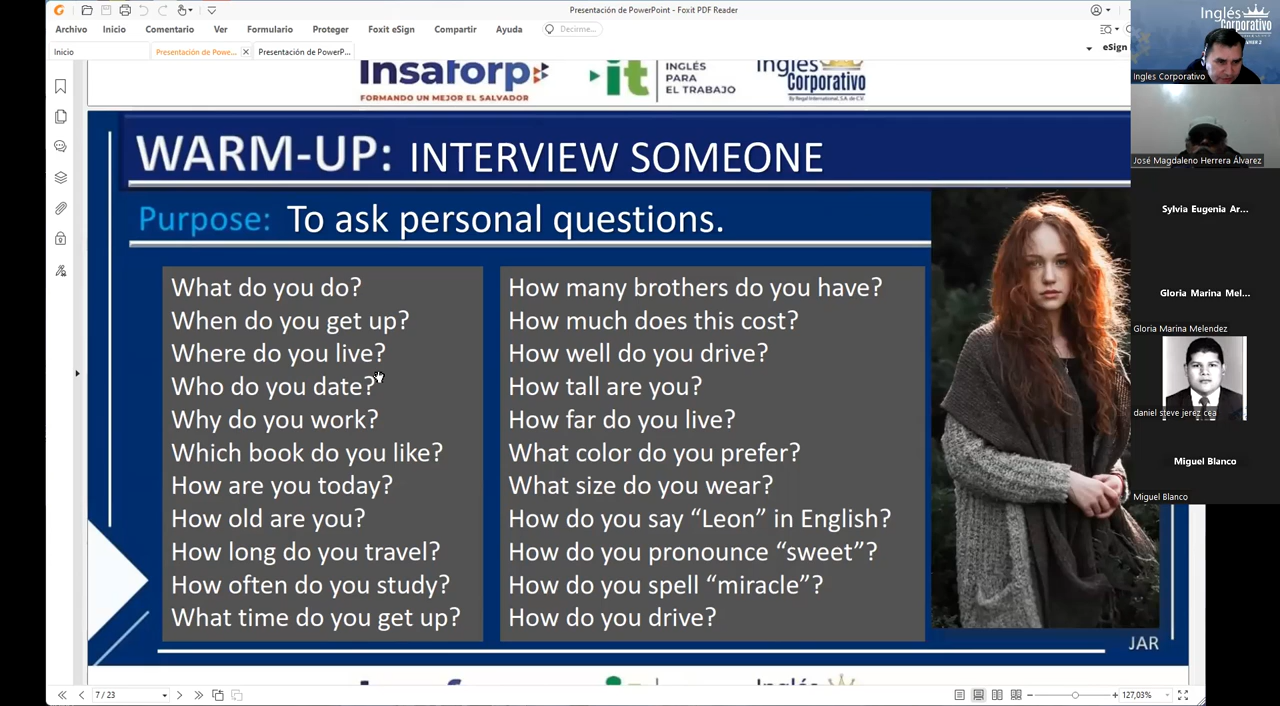 Presentación de PowerPoint - Foxit PDF Reader
Archivo Inicio Comentario Ver Formulario Proteger Foxit eSign Compartir Ayuda Decirme...
Inicio Presentación de Powe... Presentación de PowerP... eSign
Insaforp
FORMANDO UN MEJOR EL SALVADOR
it
INGLÉS
PARA
EL TRABAJO
Inglés
Corporativo
By Regal International, S.A. de C.V.
WARM-UP: INTERVIEW SOMEONE
Purpose: To ask personal questions.
What do you do?
When do you get up?
Where do you live?
Who do you date?
Why do you work?
Which book do you like?
How are you today?
How old are you?
How long do you travel?
How often do you study?
What time do you get up?
How many brothers do you have?
How much does this cost?
How well do you drive?
How tall are you?
How far do you live?
What color do you prefer?
What size do you wear?
How do you say “Leon” in English?
How do you pronounce “sweet”?
How do you spell “miracle”?
How do you drive?
JAR
7 / 23
127,03%
Inglés
Corporativo
Ingles Corporativo
José Magdaleno Herrera Álvarez
Sylvia Eugenia Ar...
Gloria Marina Mel...
Gloria Marina Melendez
daniel steve jerez cea
Miguel Blanco
Miguel Blanco